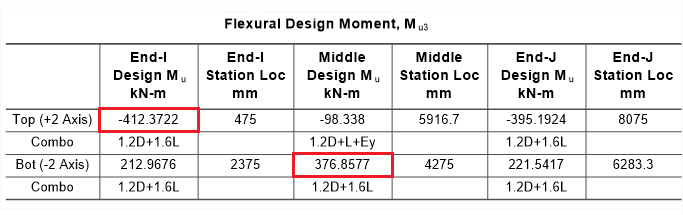 Flexural Design Moment, Mu3
End-I Design Mu kN-m End-I Station Loc mm Middle Design Mu kN-m Middle Station Loc mm End-J Design Mu kN-m End-J Station Loc mm
Top (+2 Axis) -412.3722 475 -98.338 5916.7 -395.1924 8075
Combo 1.2D+1.6L 1.2D+L+Ey 1.2D+1.6L
Bot (-2 Axis) 212.9676 2375 376.8577 4275 221.5417 6283.3
Combo 1.2D+1.6L 1.2D+1.6L 1.2D+1.6L